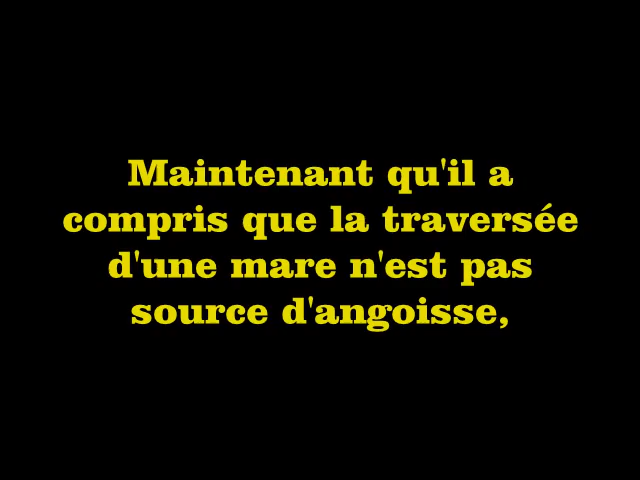 Maintenant qu'il a
compris que la traversée
d'une mare n'est pas
source d'angoisse,